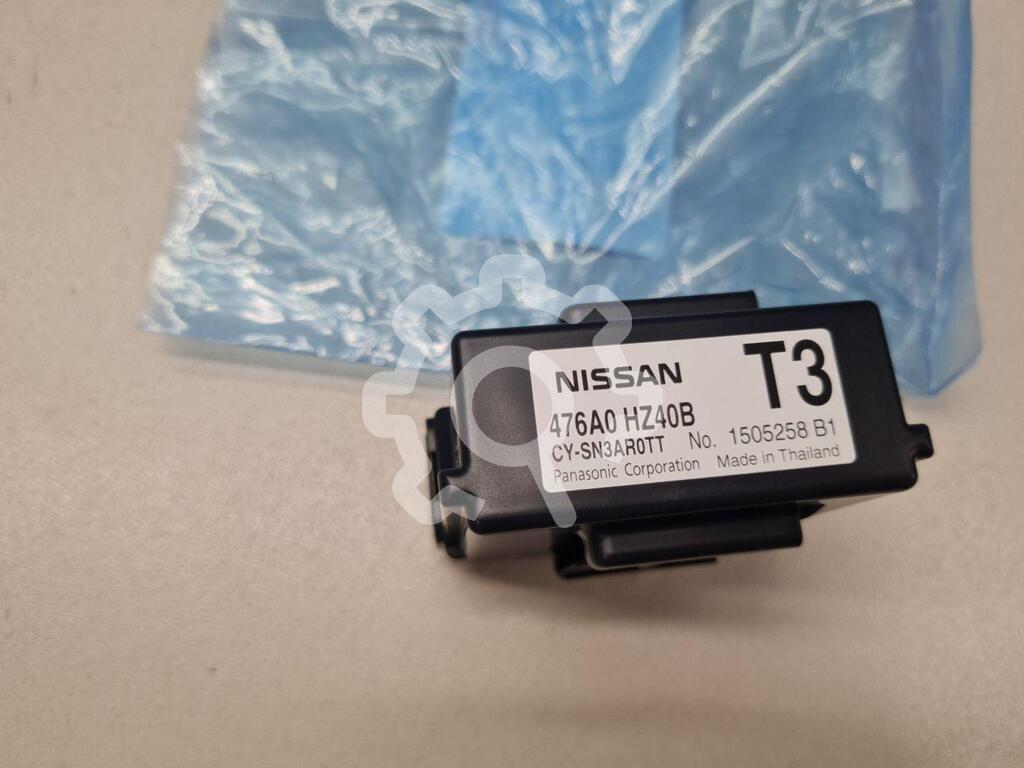 NISSAN T3
476A0 HZ40B
CY-SN3AR0TT No. 1505258 B1
Panasonic Corporation Made in Thailand